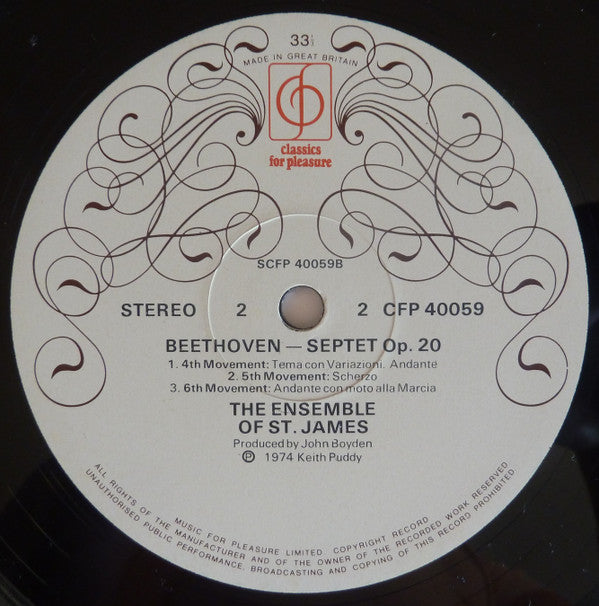 33⅓
MADE IN GREAT BRITAIN
classics
for pleasure
SCFP 40059B
STEREO 2 2 CFP 40059
BEETHOVEN — SEPTET Op. 20
1. 4th Movement: Tema con Variazioni. Andante
2. 5th Movement: Scherzo
3. 6th Movement: Andante con moto alla Marcia
THE ENSEMBLE
OF ST. JAMES
Produced by John Boyden
℗ 1974 Keith Puddy
MUSIC FOR PLEASURE LIMITED. COPYRIGHT RECORD
ALL RIGHTS OF THE MANUFACTURER AND OF THE OWNER OF THE RECORDED WORK RESERVED
UNAUTHORISED PUBLIC PERFORMANCE, BROADCASTING AND COPYING OF THIS RECORD PROHIBITED.